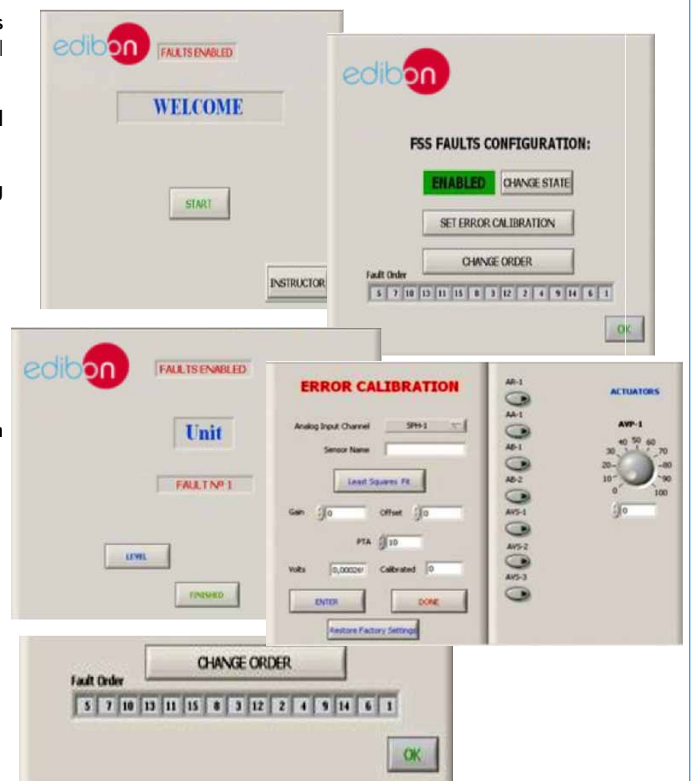 s
l
l
g
n
edibon
FAULTS ENABLED
WELCOME
START
INSTRUCTOR
edibon
FSS FAULTS CONFIGURATION:
ENABLED CHANGE STATE
SET ERROR CALIBRATION
CHANGE ORDER
Fault Order
5 7 10 13 11 15 8 3 12 2 4 9 14 6 1
OK
edibon
FAULTS ENABLED
Unit
FAULT Nº 1
LEVEL
FINISHED
ERROR CALIBRATION
Analog Input Channel SPH-1
Sensor Name
Least Squares Fit
Gain 0 Offset 0
PTA 10
Volts Calibrated 0
ENTER DONE
Restore Factory Settings
AR-1
AA-1
AB-1
AB-2
AVS-1
AVS-2
AVS-3
ACTUATORS
AVP-1
0 10 20 30 40 50 60 70 80 90 100
0
CHANGE ORDER
Fault Order
5 7 10 13 11 15 8 3 12 2 4 9 14 6 1
OK